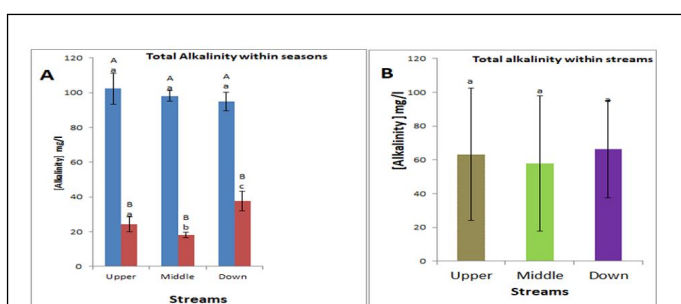 Total Alkalinity within seasons
A
120
100
80
60
40
20
0
[Alkalinity] mg/l
A
a
A
a
A
a
B
a
B
b
B
c
Upper Middle Down
Streams
Total alkalinity within streams
B
120
100
80
60
40
20
0
[Alkalinity] mg/l
a
a
a
Upper Middle Down
Streams